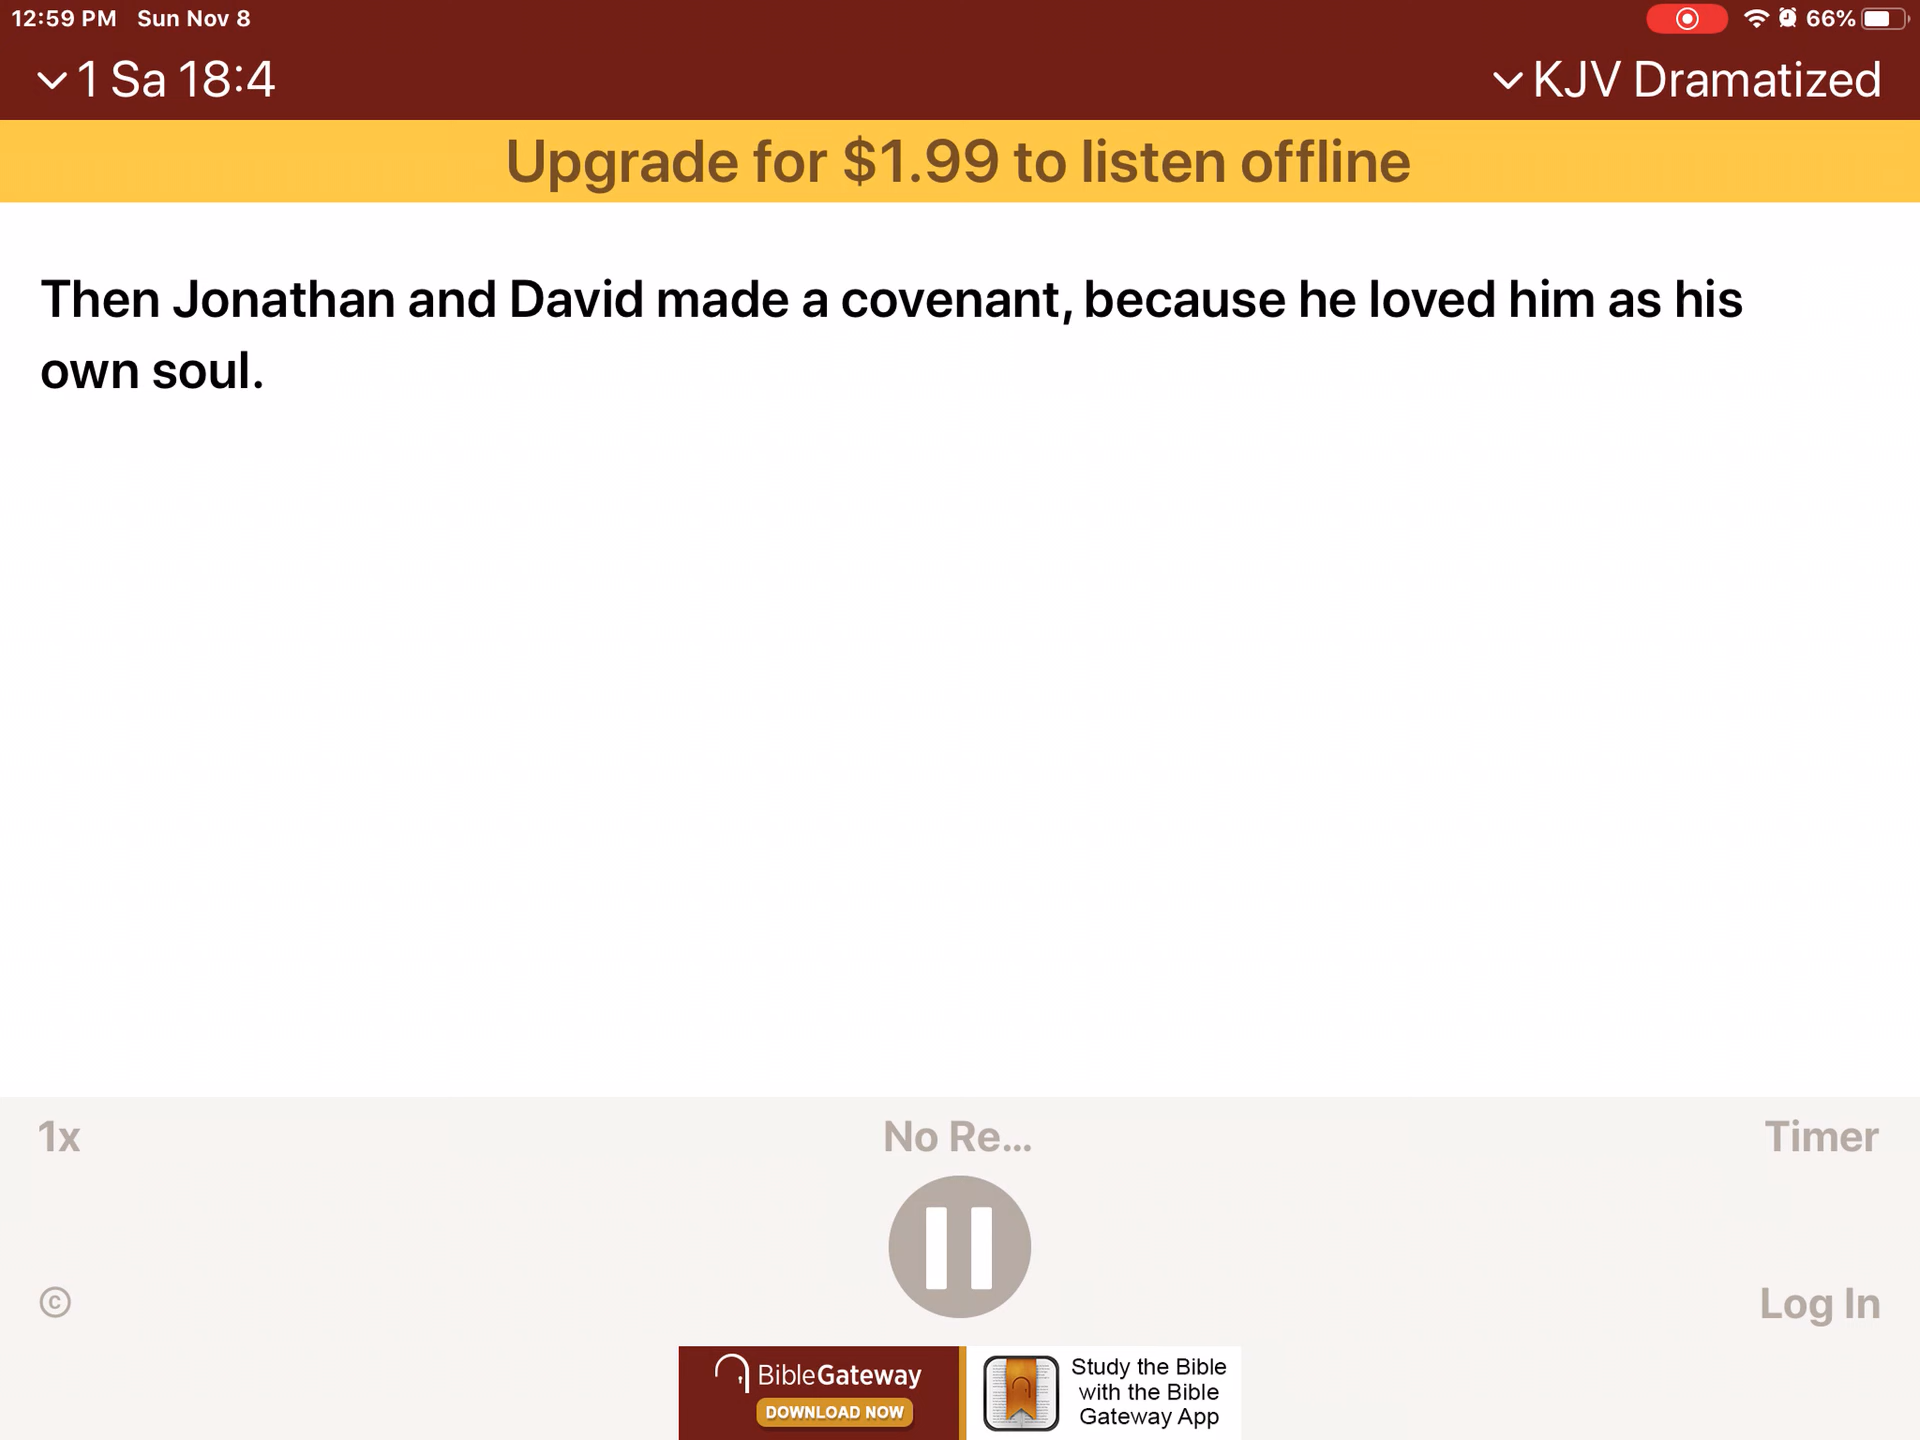 12:59 PM Sun Nov 8
66%
1 Sa 18:4
KJV Dramatized
Upgrade for $1.99 to listen offline
Then Jonathan and David made a covenant, because he loved him as his
own soul.
1x
No Re...
Timer
©
Log In
BibleGateway
DOWNLOAD NOW
Study the Bible
with the Bible
Gateway App